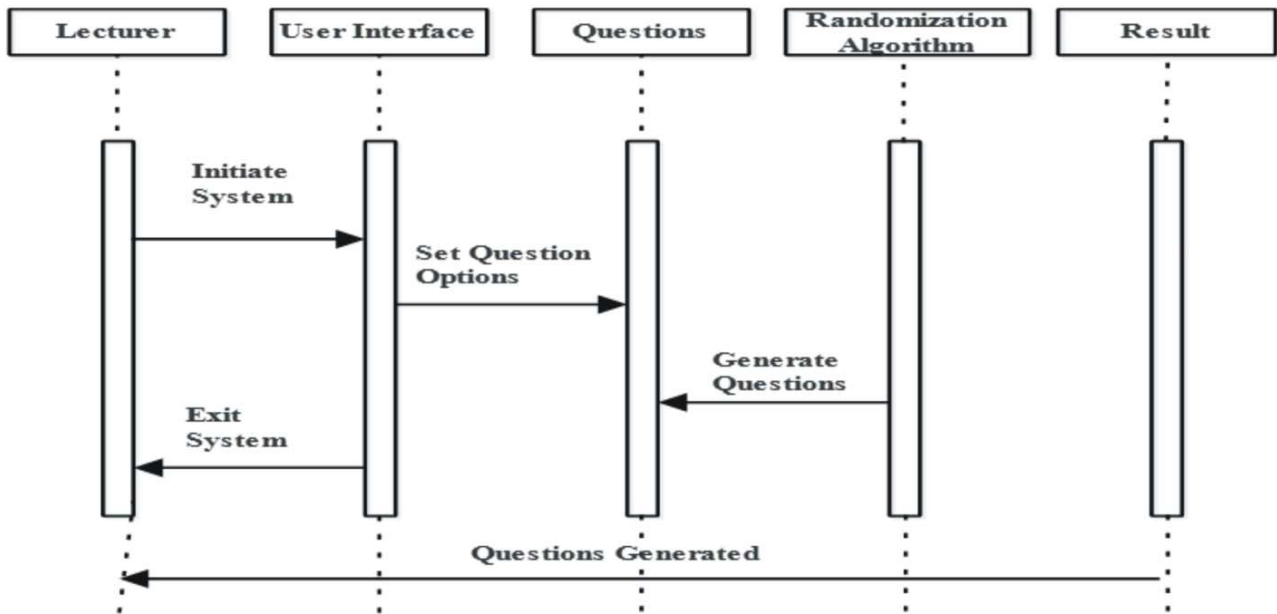 Lecturer
User Interface
Questions
Randomization
Algorithm
Result
Initiate
System
Set Question
Options
Generate
Questions
Exit
System
Questions Generated